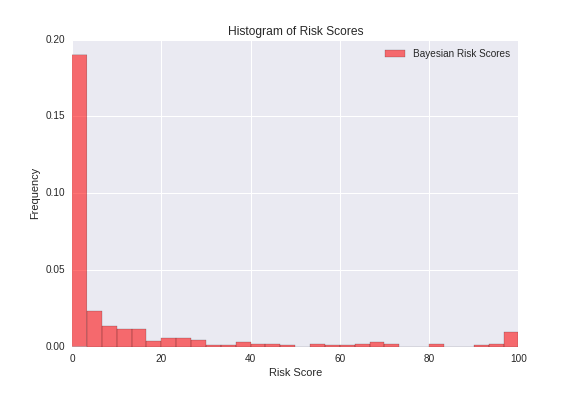 Histogram of Risk Scores
Bayesian Risk Scores
0.20
0.15
0.10
0.05
0.00
Frequency
0 20 40 60 80 100
Risk Score